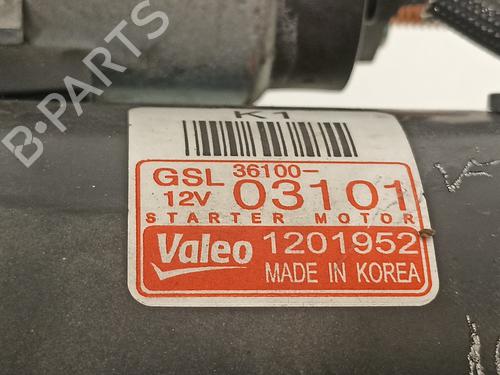 B-PARTS
K1
GSL 36100-
12V 03101
STARTER MOTOR
Valeo 1201952
MADE IN KOREA